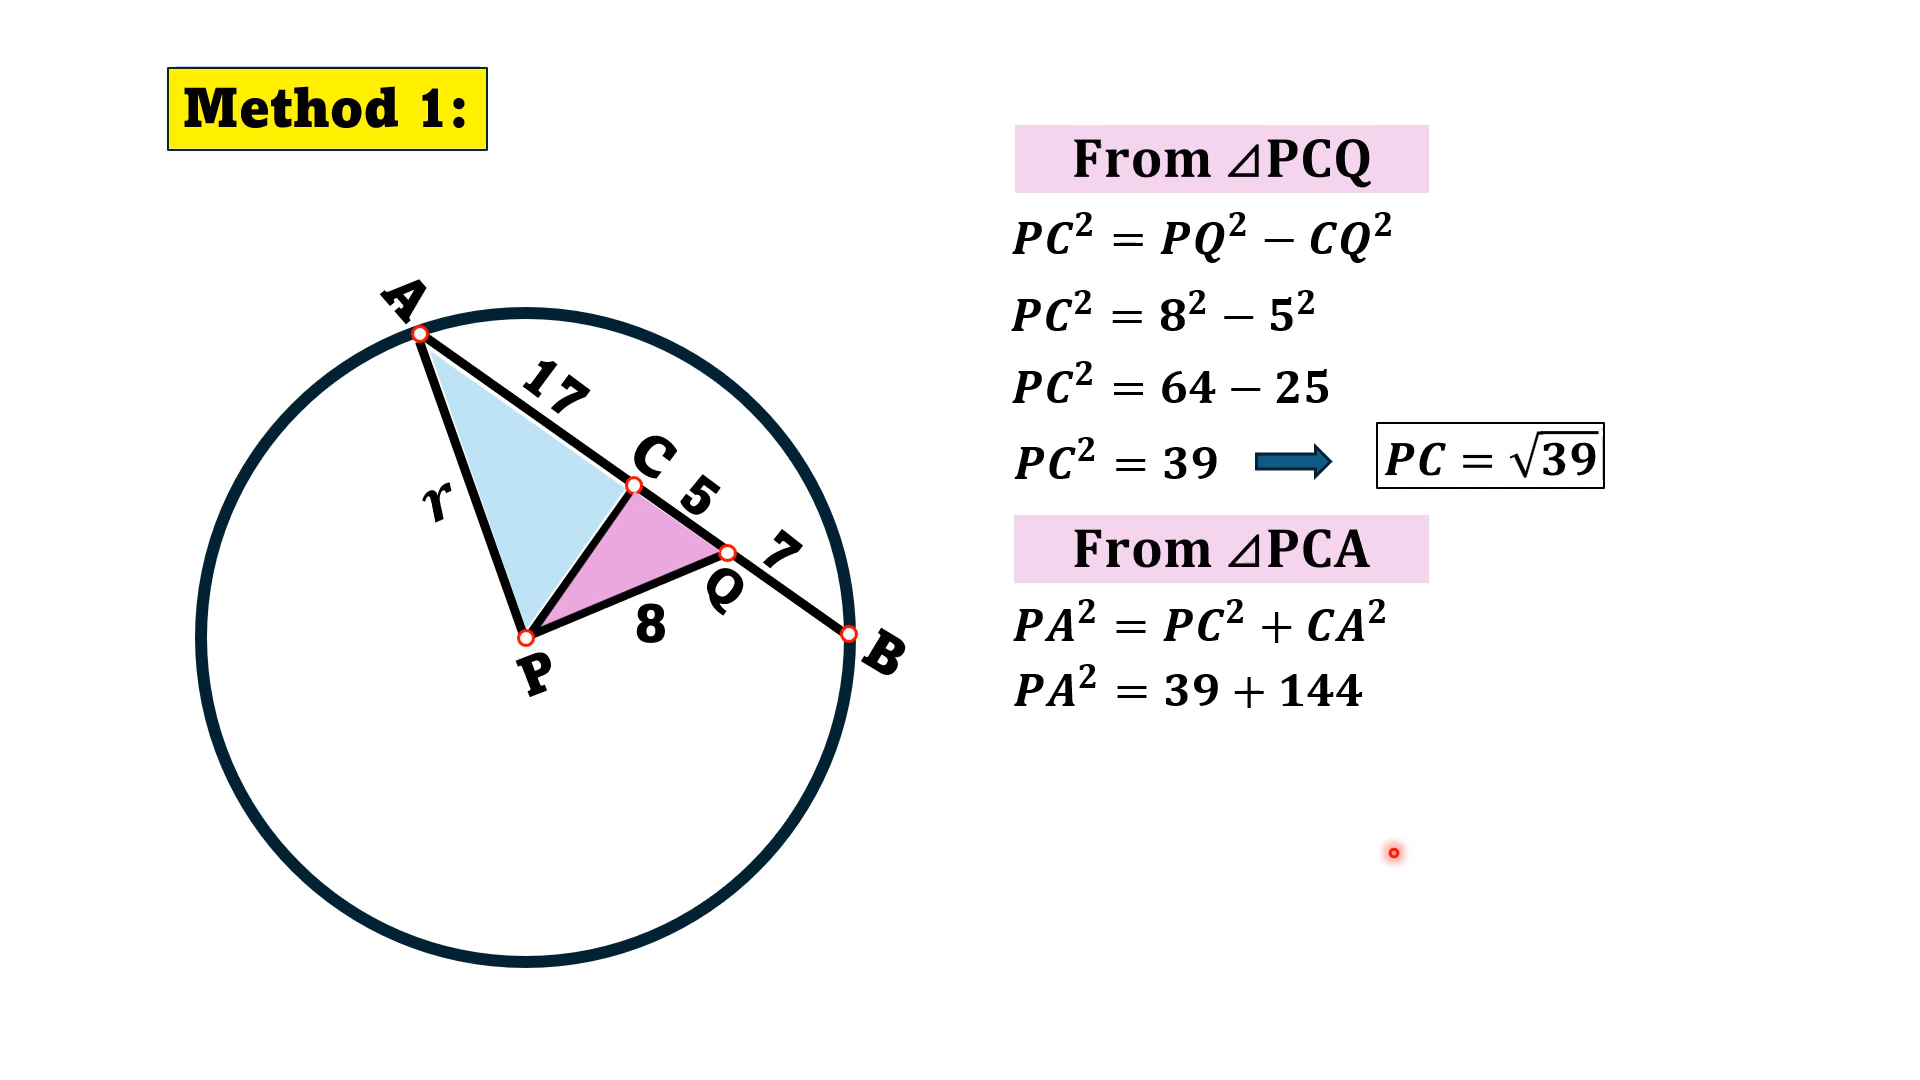 Method 1:
A
17
C
5
7
r
Q
8
P
B
From ⊿PCQ
PC² = PQ² − CQ²
PC² = 8² − 5²
PC² = 64 − 25
PC² = 39
PC = √39
From ⊿PCA
PA² = PC² + CA²
PA² = 39 + 144